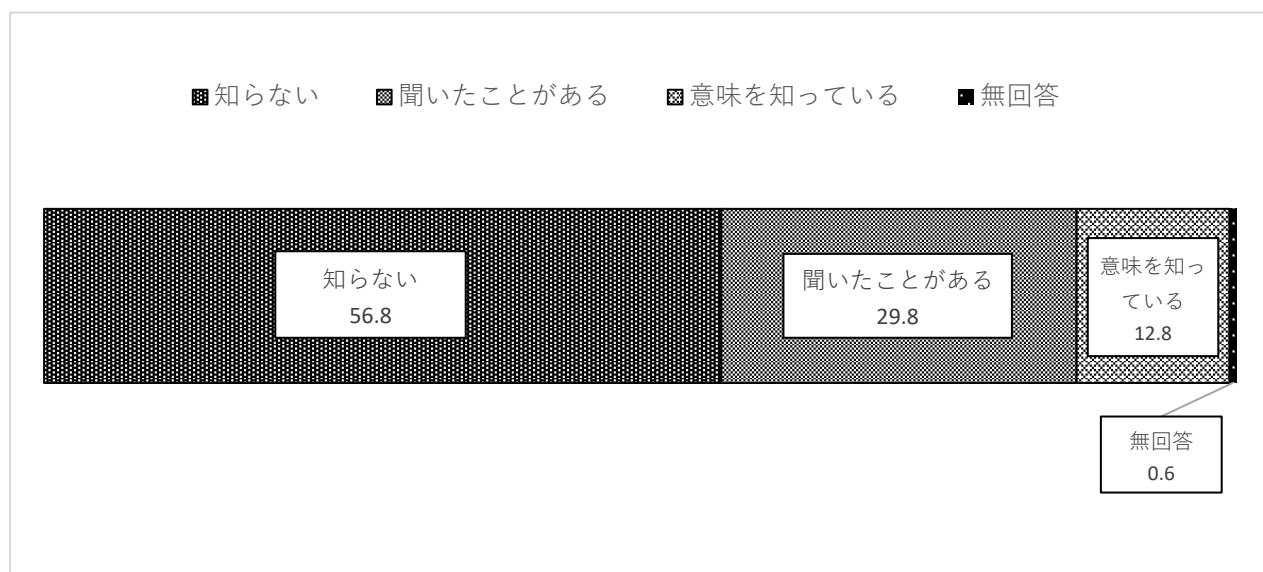 知らない 聞いたことがある 意味を知っている 無回答
知らない
56.8
聞いたことがある
29.8
意味を知っ
ている
12.8
無回答
0.6